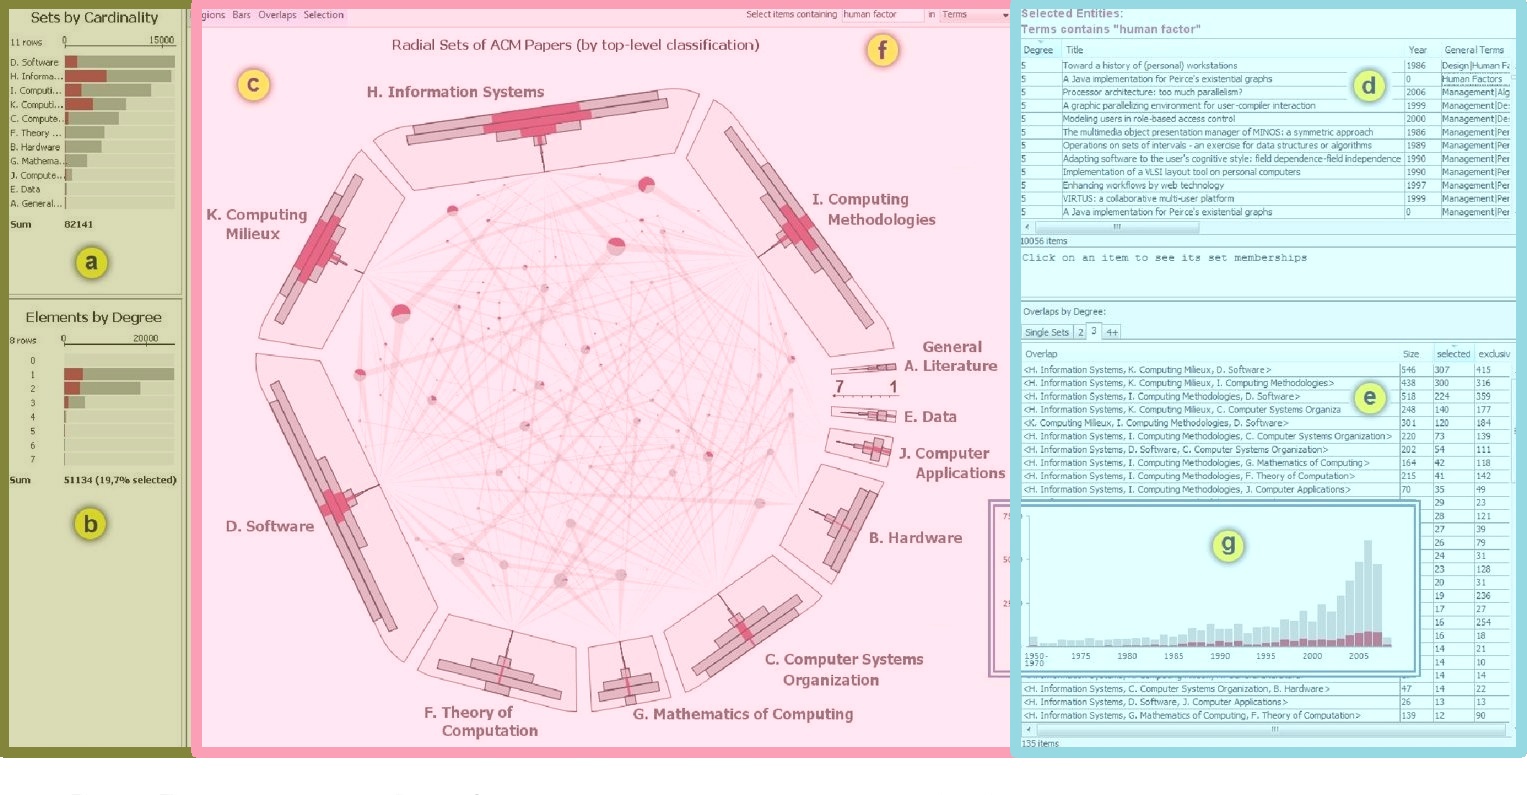 Sets by Cardinality
11 rows 0 15000
D. Software
H. Informa...
I. Computi...
K. Computi...
C. Compute...
F. Theory ...
B. Hardware
G. Mathema...
J. Compute...
E. Data
A. General...
Sum 82141
a
Elements by Degree
8 rows 0 20000
0
1
2
3
4
5
6
7
Sum 51134 (19,7% selected)
b
Regions Bars Overlaps Selection
Select items containing human factor in Terms
Radial Sets of ACM Papers (by top-level classification)
c
f
H. Information Systems
I. Computing
Methodologies
K. Computing
Milieux
General
A. Literature
7 1
E. Data
J. Computer
Applications
D. Software
B. Hardware
C. Computer Systems
Organization
F. Theory of
Computation
G. Mathematics of Computing
Selected Entities:
Terms contains "human factor"
Degree Title Year General Terms
5 Toward a history of (personal) workstations 1986 Design|Human Fa
5 A Java implementation for Peirce's existential graphs 0 Human Factors
5 Processor architecture: too much parallelism? 2006 Management|Alg
5 A graphic parallelizing environment for user-compiler interaction 1999 Management|De
5 Modeling users in role-based access control 2000 Management|De
5 The multimedia object presentation manager of MINOS: a symmetric approach 1986 Management|Per
5 Operations on sets of intervals - an exercise for data structures or algorithms 1989 Management|Per
5 Adapting software to the user's cognitive style: field dependence-field independence 1990 Management|Per
5 Implementation of a VLSI layout tool on personal computers 1990 Management|Per
5 Enhancing workflows by web technology 1997 Management|Per
5 VIRTUS: a collaborative multi-user platform 1999 Management|Per
5 A Java implementation for Peirce's existential graphs 0 Management|Per
d
10056 items
Click on an item to see its set memberships
Overlaps by Degree:
Single Sets 2 3 4+
Overlap Size selected exclusiv
<H. Information Systems, K. Computing Milieux, D. Software> 546 307 415
<H. Information Systems, K. Computing Milieux, I. Computing Methodologies> 438 300 316
<H. Information Systems, I. Computing Methodologies, D. Software> 518 224 359
<H. Information Systems, K. Computing Milieux, C. Computer Systems Organiza 248 140 177
<K. Computing Milieux, I. Computing Methodologies, D. Software> 301 120 184
<H. Information Systems, I. Computing Methodologies, C. Computer Systems Organization> 220 73 139
<H. Information Systems, D. Software, C. Computer Systems Organization> 202 54 111
<H. Information Systems, I. Computing Methodologies, G. Mathematics of Computing> 164 42 118
<H. Information Systems, I. Computing Methodologies, F. Theory of Computation> 215 41 142
<H. Information Systems, I. Computing Methodologies, J. Computer Applications> 70 35 49
e
29 23
28 121
27 39
26 79
24 31
23 128
20 31
19 236
17 27
16 254
16 18
14 21
14 10
14 14
<H. Information Systems, C. Computer Systems Organization, B. Hardware> 47 14 22
<H. Information Systems, D. Software, J. Computer Applications> 26 13 13
<H. Information Systems, G. Mathematics of Computing, F. Theory of Computation> 139 12 90
135 items
g
1950-
1970 1975 1980 1985 1990 1995 2000 2005